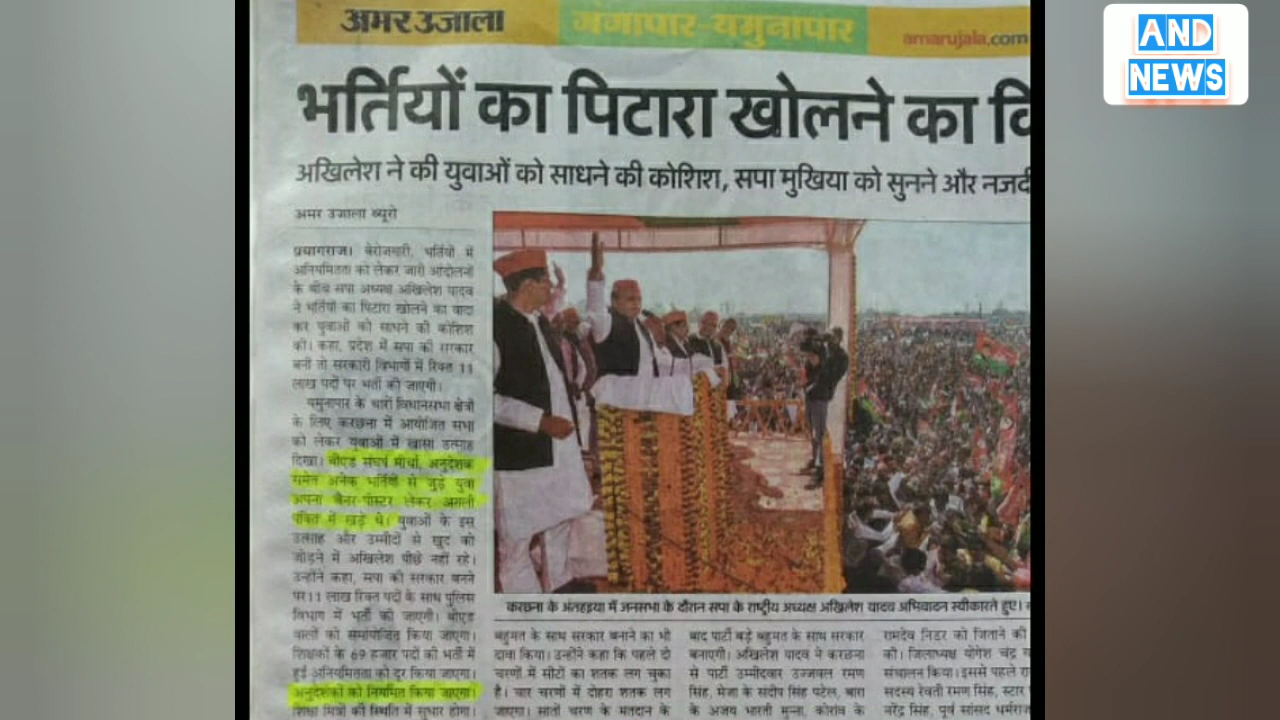 अमर उजाला
गंगापार-यमुनापार
amarujala.com
AND
NEWS
भर्तियों का पिटारा खोलने का
अखिलेश ने की युवाओं को साधने की कोशिश, सपा मुखिया को सुनने और नजदी
अमर उजाला ब्यूरो
प्रयागराज। बेरोजगारी, भर्तियों में
अनियमितता को लेकर जारी आंदोलनों
के बीच सपा अध्यक्ष अखिलेश यादव
ने भर्तियों का पिटारा खोलने का वादा
कर युवाओं को साधने की कोशिश
की। कहा, प्रदेश में सपा की सरकार
बनी तो सरकारी विभागों में रिक्त 11
लाख पदों पर भर्ती की जाएगी।
यमुनापार के चारों विधानसभा क्षेत्रों
के लिए करछना में आयोजित सभा
को लेकर युवाओं में खासा उत्साह
दिखा। बीएड संघर्ष मोर्चा, अनुदेशक
समेत अनेक भर्तियों से जुड़े युवा
अपना बैनर-पोस्टर लेकर अगली
पंक्ति में खड़े थे। युवाओं के इस
उत्साह और उम्मीदों से खुद को
जोड़ने में अखिलेश पीछे नहीं रहे।
उन्होंने कहा, सपा की सरकार बनने
पर 11 लाख रिक्त पदों के साथ पुलिस
विभाग में भर्ती की जाएगी। बीएड
वालों को समायोजित किया जाएगा।
शिक्षकों के 69 हजार पदों की भर्ती में
हुई अनियमितता को दूर किया जाएगा।
अनुदेशकों को नियमित किया जाएगा।
शिक्षा मित्रों की स्थिति में सुधार होगा।
करछना के अंतहइया में जनसभा के दौरान सपा के राष्ट्रीय अध्यक्ष अखिलेश यादव अभिवादन स्वीकारते हुए।
बहुमत के साथ सरकार बनाने का भी
दावा किया। उन्होंने कहा कि पहले दो
चरणों में सीटों का शतक लग चुका
है। चार चरणों में दोहरा शतक लग
जाएगा। सातों चरण के मतदान के
बाद पार्टी बड़े बहुमत के साथ सरकार
बनाएगी। अखिलेश यादव ने करछना
से पार्टी उम्मीदवार उज्जवल रमण
सिंह, मेजा के संदीप सिंह पटेल, बारा
के अजय भारती मुन्ना, कोरांव के
रामदेव निडर को जिताने की
की। जिलाध्यक्ष योगेश चंद्र
संचालन किया। इससे पहले
सदस्य रेवती रमण सिंह, स्टार
नरेंद्र सिंह, पूर्व सांसद धर्मराज